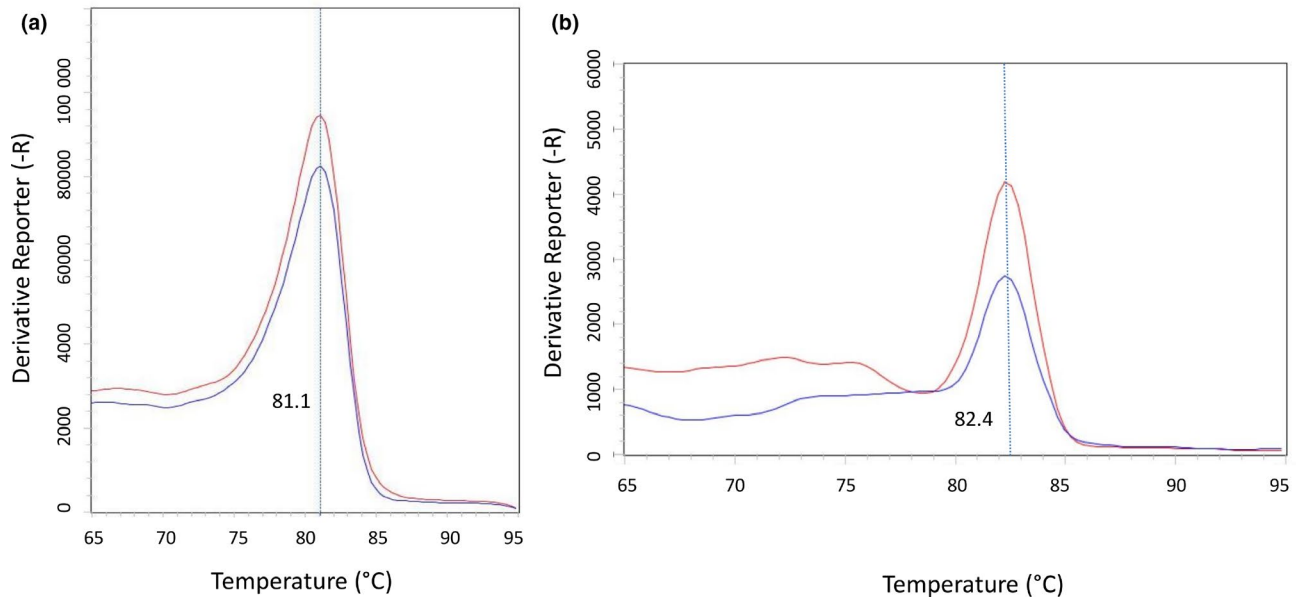 (a)
Derivative Reporter (-R)
100 000
80000
60000
4000
2000
0
81.1
65 70 75 80 85 90 95
Temperature (°C)
(b)
Derivative Reporter (-R)
6000
5000
4000
3000
2000
1000
0
82.4
65 70 75 80 85 90 95
Temperature (°C)